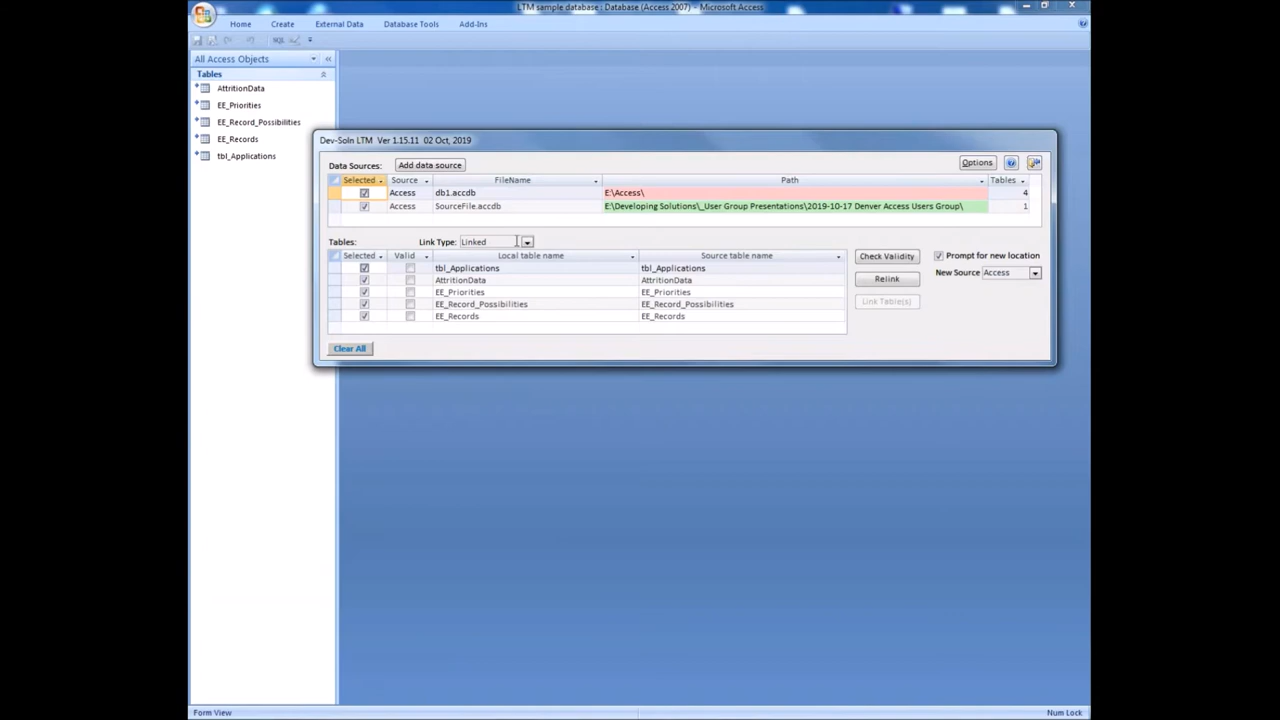 LTM sample database : Database (Access 2007) - Microsoft Access
Home Create External Data Database Tools Add-Ins
All Access Objects
Tables
AttritionData
EE_Priorities
EE_Record_Possibilities
EE_Records
tbl_Applications
Dev-Soln LTM Ver 1.15.11 02 Oct, 2019
Data Sources: Add data source Options
Selected Source FileName Path Tables
Access db1.accdb E:\Access\ 4
Access SourceFile.accdb E:\Developing Solutions\_User Group Presentations\2019-10-17 Denver Access Users Group\ 1
Tables: Link Type: Linked
Selected Valid Local table name Source table name
tbl_Applications tbl_Applications
AttritionData AttritionData
EE_Priorities EE_Priorities
EE_Record_Possibilities EE_Record_Possibilities
EE_Records EE_Records
Check Validity Prompt for new location
New Source Access
Relink
Link Table(s)
Clear All
Form View Num Lock